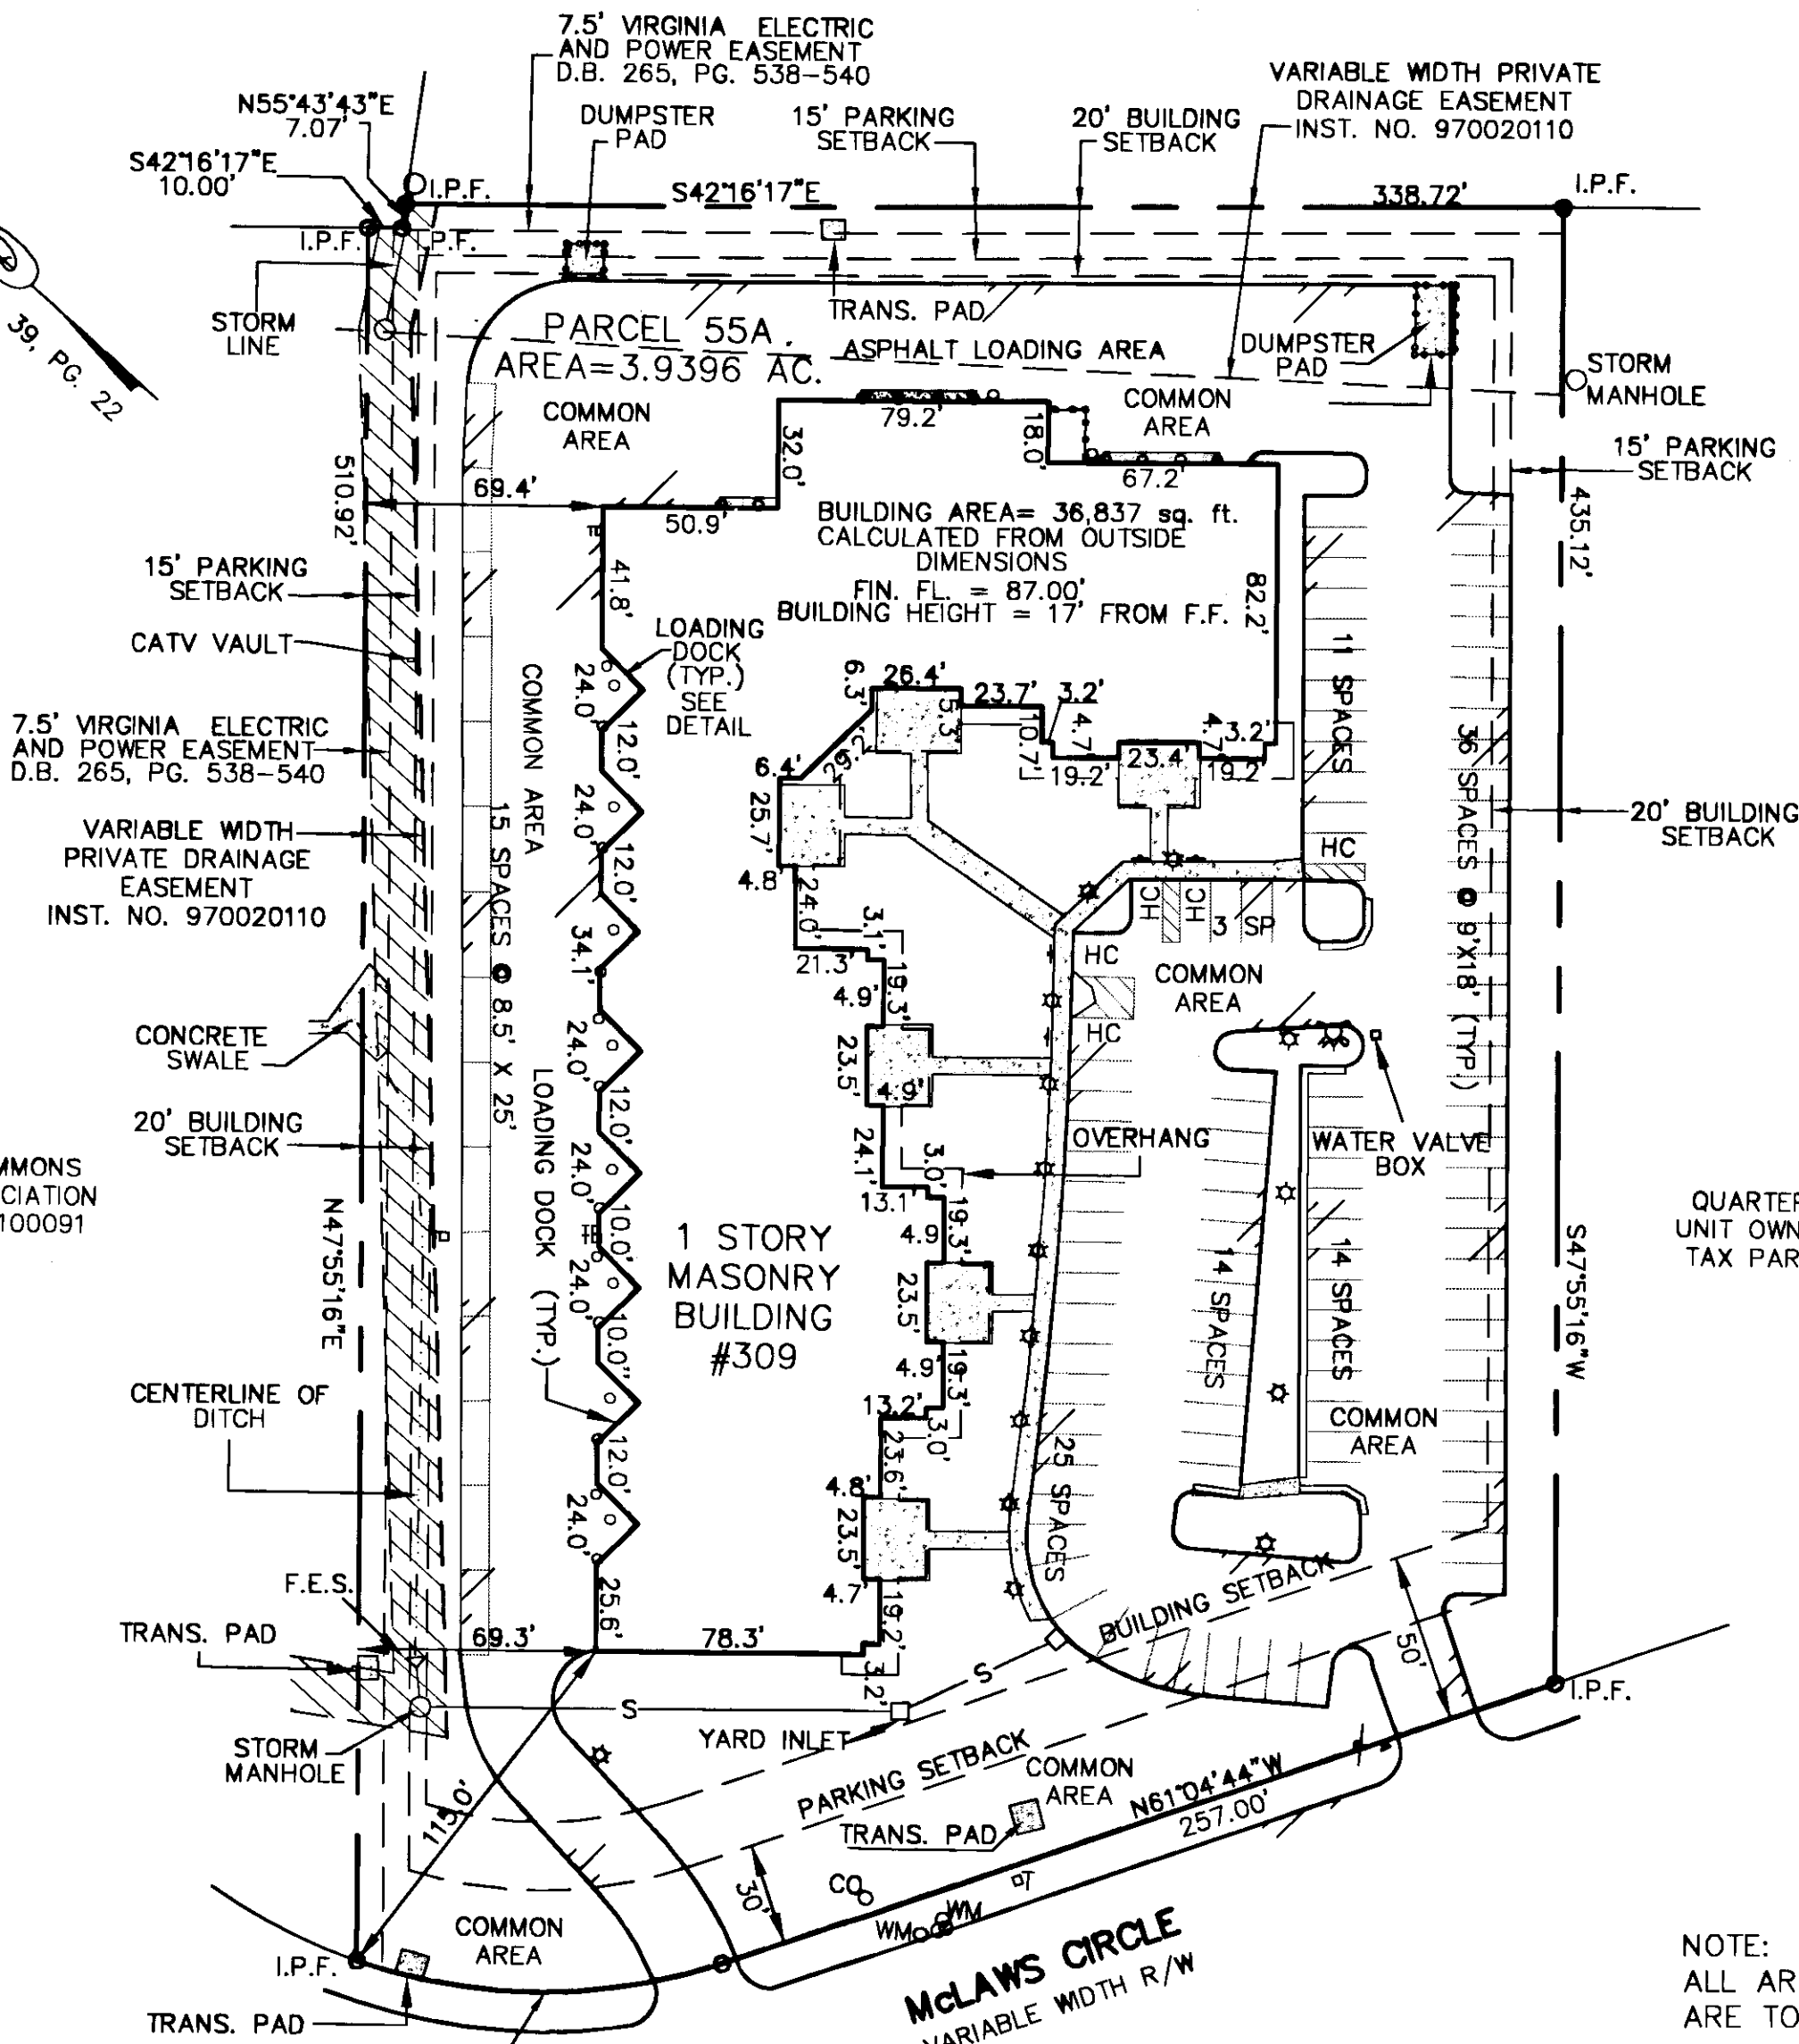 7.5' VIRGINIA ELECTRIC
AND POWER EASEMENT
D.B. 265, PG. 538-540
VARIABLE WIDTH PRIVATE
DRAINAGE EASEMENT
INST. NO. 970020110
N55°43'43"E
7.07'
DUMPSTER
PAD
15' PARKING
SETBACK
20' BUILDING
SETBACK
S42°16'17"E
10.00'
I.P.F.
S42°16'17"E
338.72'
I.P.F.
I.P.F.
I.P.F.
39, PG. 22
STORM
LINE
TRANS. PAD
PARCEL 55A
AREA=3.9396 AC.
ASPHALT LOADING AREA
DUMPSTER
PAD
STORM
MANHOLE
COMMON
AREA
79.2'
COMMON
AREA
32.0'
18.0'
67.2'
15' PARKING
SETBACK
510.92'
69.4'
50.9'
435.12'
BUILDING AREA= 36,837 sq. ft.
CALCULATED FROM OUTSIDE
DIMENSIONS
FIN. FL. = 87.00'
BUILDING HEIGHT = 17' FROM F.F.
15' PARKING
SETBACK
41.8'
82.2'
CATV VAULT
LOADING
DOCK
(TYP.)
SEE
DETAIL
11 SPACES
7.5' VIRGINIA ELECTRIC
AND POWER EASEMENT
D.B. 265, PG. 538-540
COMMON AREA
24.0'
12.0'
24.0'
12.0'
34.1'
6.3'
26.4'
5.3
23.7'
3.2'
10.7'
4.7'
19.2'
23.4'
4.7'
3.2'
19.2'
29.2'
6.4'
25.7'
4.8'
36 SPACES @ 9'X18' (TYP.)
20' BUILDING
SETBACK
VARIABLE WIDTH
PRIVATE DRAINAGE
EASEMENT
INST. NO. 970020110
15 SPACES @ 8.5' X 25'
HC
HC
HC
3 SP
24.0'
3.1'
21.3'
19.3'
4.9'
HC
COMMON
AREA
HC
CONCRETE
SWALE
24.0'
23.5'
4.9'
20' BUILDING
SETBACK
LOADING DOCK (TYP.)
12.0'
24.0'
10.0'
24.0'
10.0"
24.1'
3.0'
OVERHANG
WATER VALVE
BOX
13.1'
19.3'
4.9
MMONS
CIATION
100091
QUARTER
UNIT OWN
TAX PAR
N47°55'16"E
S47°55'16"W
1 STORY
MASONRY
BUILDING
#309
23.5'
14 SPACES
14 SPACES
4.9'
19.3'
CENTERLINE OF
DITCH
13.2'
3.0'
COMMON
AREA
12.0'
23.6'
4.8'
24.0'
23.5'
25 SPACES
4.7'
F.E.S.
25.6'
19.2'
BUILDING SETBACK
50'
TRANS. PAD
69.3'
78.3'
3.2'
S
S
I.P.F.
YARD INLET
STORM
MANHOLE
PARKING SETBACK
COMMON
AREA
N61°04'44"W
257.00'
113.0'
TRANS. PAD
30'
CO
T
WM
WM
COMMON
AREA
I.P.F.
McLAWS CIRCLE
VARIABLE WIDTH R/W
TRANS. PAD
NOTE:
ALL AR
ARE TO